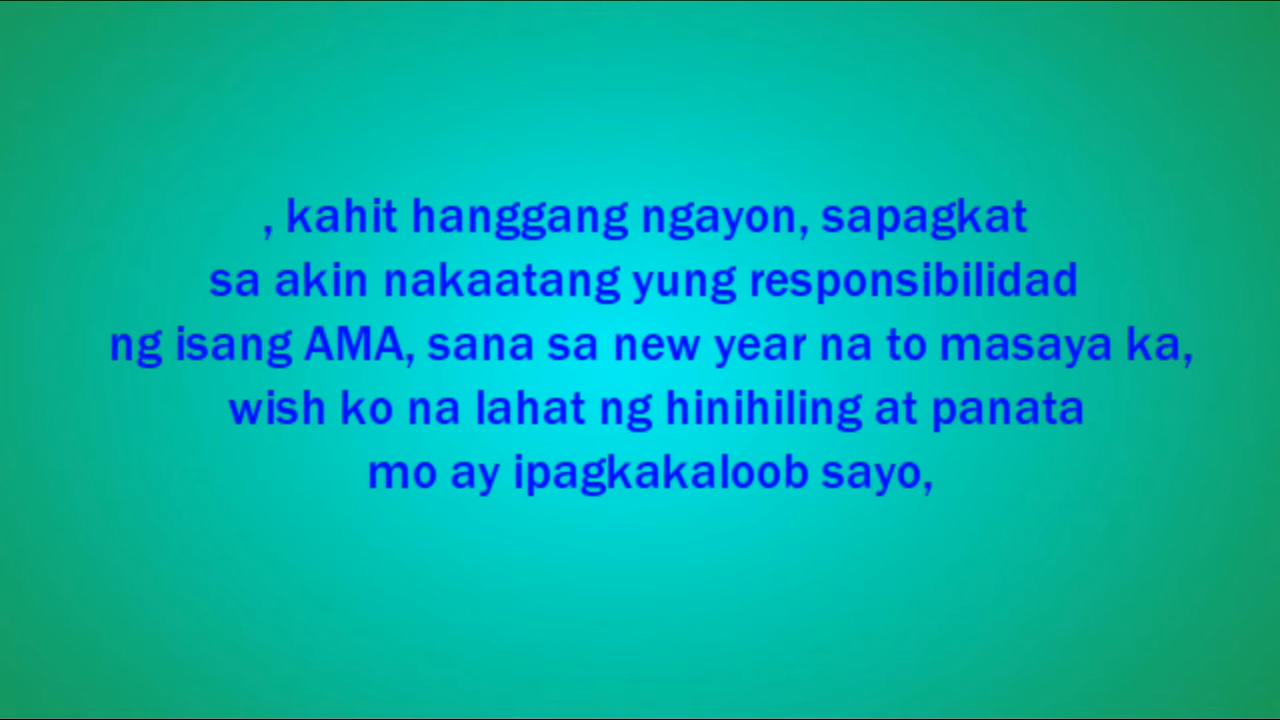 , kahit hanggang ngayon, sapagkat
sa akin nakaatang yung responsibilidad
ng isang AMA, sana sa new year na to masaya ka,
wish ko na lahat ng hinihiling at panata
mo ay ipagkakaloob sayo,